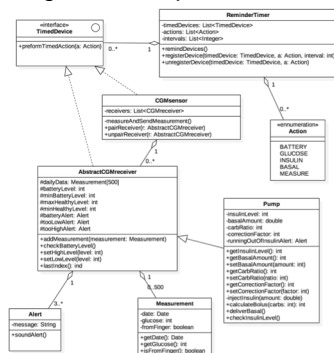 «interface»
TimedDevice
+preformTimedAction(a: Action)
0..*
1
ReminderTimer
-timedDevices: List<TimedDevice>
-actions: List<Action>
-intervals: List<Integer>
+remindDevices()
+registerDevice(timedDevice: TimedDevice, a: Action, interval: int)
+unregisterDevice(timedDevice: TimedDevice, a: Action)
1
0..*
CGMsensor
-receivers: List<CGMreceiver>
-measureAndSendMeasurement()
+pairReceiver(r: AbstractCGMreceiver)
+unpairReceiver(r: AbstractCGMreceiver)
1
0..*
«ennumeration»
Action
BATTERY
GLUCOSE
INSULIN
BASAL
MEASURE
AbstractCGMreceiver
#dailyData: Measurement[500]
#batteryLevel: int
#minBatteryLevel: int
#maxHealthyLevel: int
#minHealthyLevel: int
#batteryAlert: Alert
#tooLowAlert: Alert
#tooHighAlert: Alert
+addMeasurement(measurement: Measurement)
+checkBatteryLevel()
+setHighLevel(level: int)
+setLowLevel(level: int)
-lastIndex(): ind
1
3..*
1
0..500
Pump
-insulinLevel: int
-basalAmount: double
-carbRatio: int
-correctionFactor: int
-runningOutOfInsulinAlert: Alert
+getInsulinLevel(): int
+getBasalAmount(): int
+setBasalAmount(amount: double)
+getCarbRatio(): int
+setCarbRatio(ratio: int)
+getCorrectionFactor(): int
+setCorrectionFactor(factor: int)
-injectInsulin(amount: double)
+calculateBolus(carbs: int): int
+deliverBasal()
+checkInsulinLevel()
Alert
-message: String
+soundAlert()
Measurement
-date: Date
-glucose: int
-fromFinger: boolean
+getDate(): Date
+getGlucose(): int
+isFromFinger(): boolean